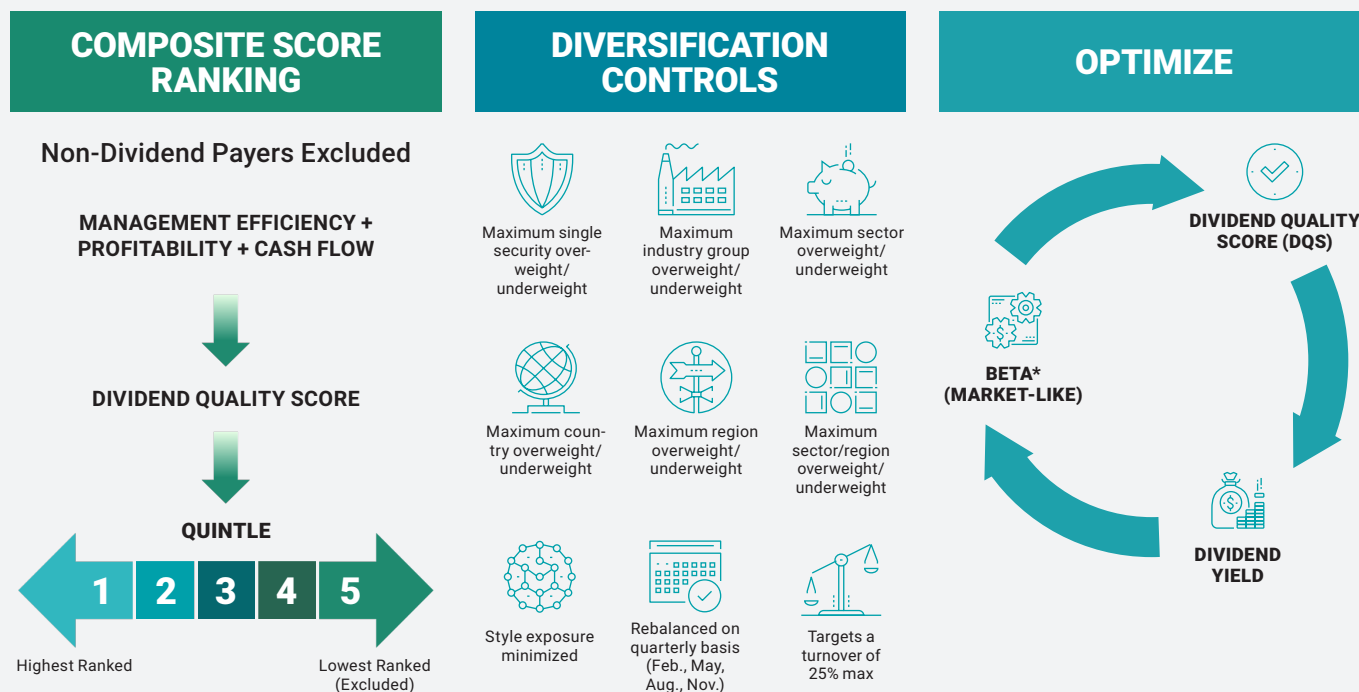 COMPOSITE SCORE
RANKING
Non-Dividend Payers Excluded
MANAGEMENT EFFICIENCY +
PROFITABILITY + CASH FLOW
DIVIDEND QUALITY SCORE
QUINTLE
1 2 3 4 5
Highest Ranked
Lowest Ranked
(Excluded)
DIVERSIFICATION
CONTROLS
Maximum single
security over-
weight/
underweight
Maximum
industry group
overweight/
underweight
Maximum sector
overweight/
underweight
Maximum coun-
try overweight/
underweight
Maximum region
overweight/
underweight
Maximum
sector/region
overweight/
underweight
Style exposure
minimized
Rebalanced on
quarterly basis
(Feb., May,
Aug., Nov.)
Targets a
turnover of
25% max
OPTIMIZE
DIVIDEND QUALITY
SCORE (DQS)
$
DIVIDEND
YIELD
$
BETA*
(MARKET-LIKE)